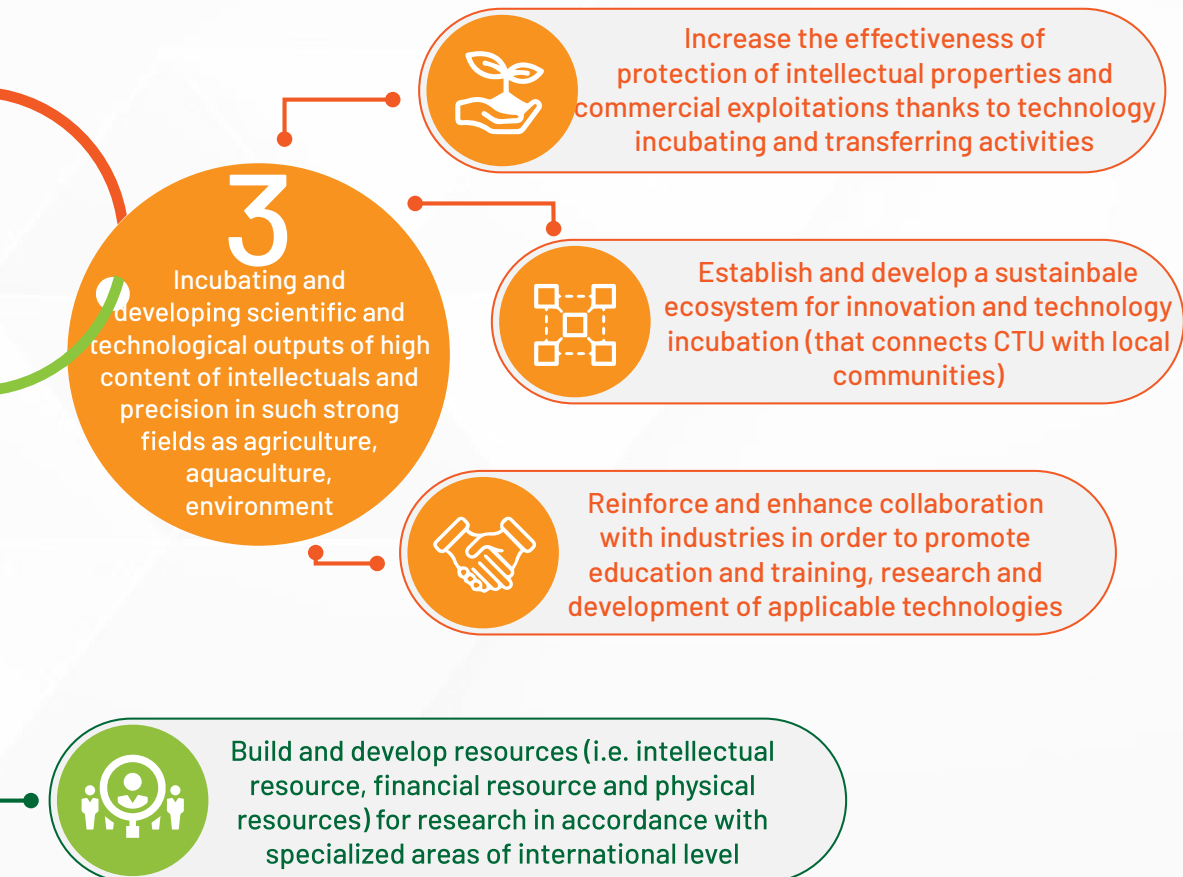 Increase the effectiveness of
protection of intellectual properties and
commercial exploitations thanks to technology
incubating and transferring activities
3
Incubating and
developing scientific and
technological outputs of high
content of intellectuals and
precision in such strong
fields as agriculture,
aquaculture,
environment
Establish and develop a sustainbale
ecosystem for innovation and technology
incubation (that connects CTU with local
communities)
Reinforce and enhance collaboration
with industries in order to promote
education and training, research and
development of applicable technologies
Build and develop resources (i.e. intellectual
resource, financial resource and physical
resources) for research in accordance with
specialized areas of international level